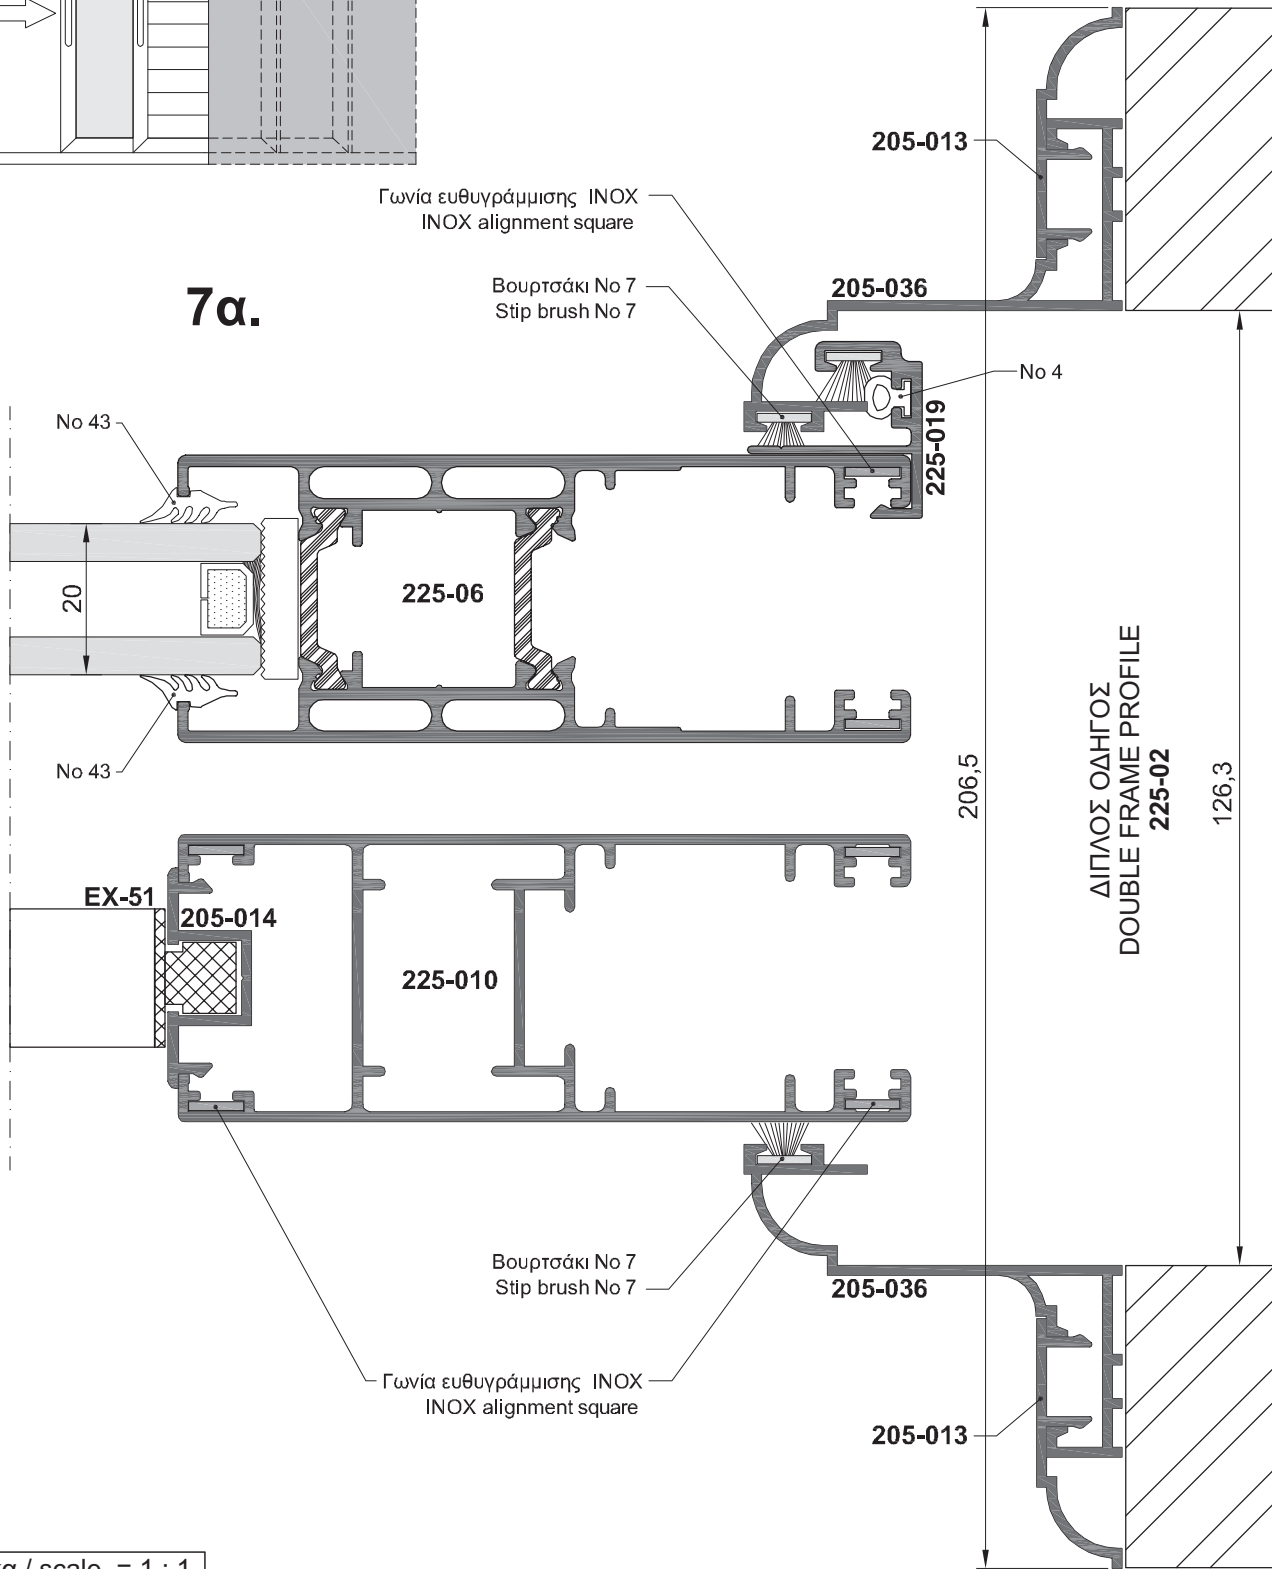 205-013
Γωνία ευθυγράμμισης INOX
INOX alignment square
Βουρτσάκι No 7
Stip brush No 7
205-036
7α.
No 4
No 43
225-019
225-06
20
No 43
206,5
ΔΙΠΛΟΣ ΟΔΗΓΟΣ
DOUBLE FRAME PROFILE
225-02
126,3
EX-51
205-014
225-010
Βουρτσάκι No 7
Stip brush No 7
205-036
Γωνία ευθυγράμμισης INOX
INOX alignment square
205-013
/ scale = 1 : 1